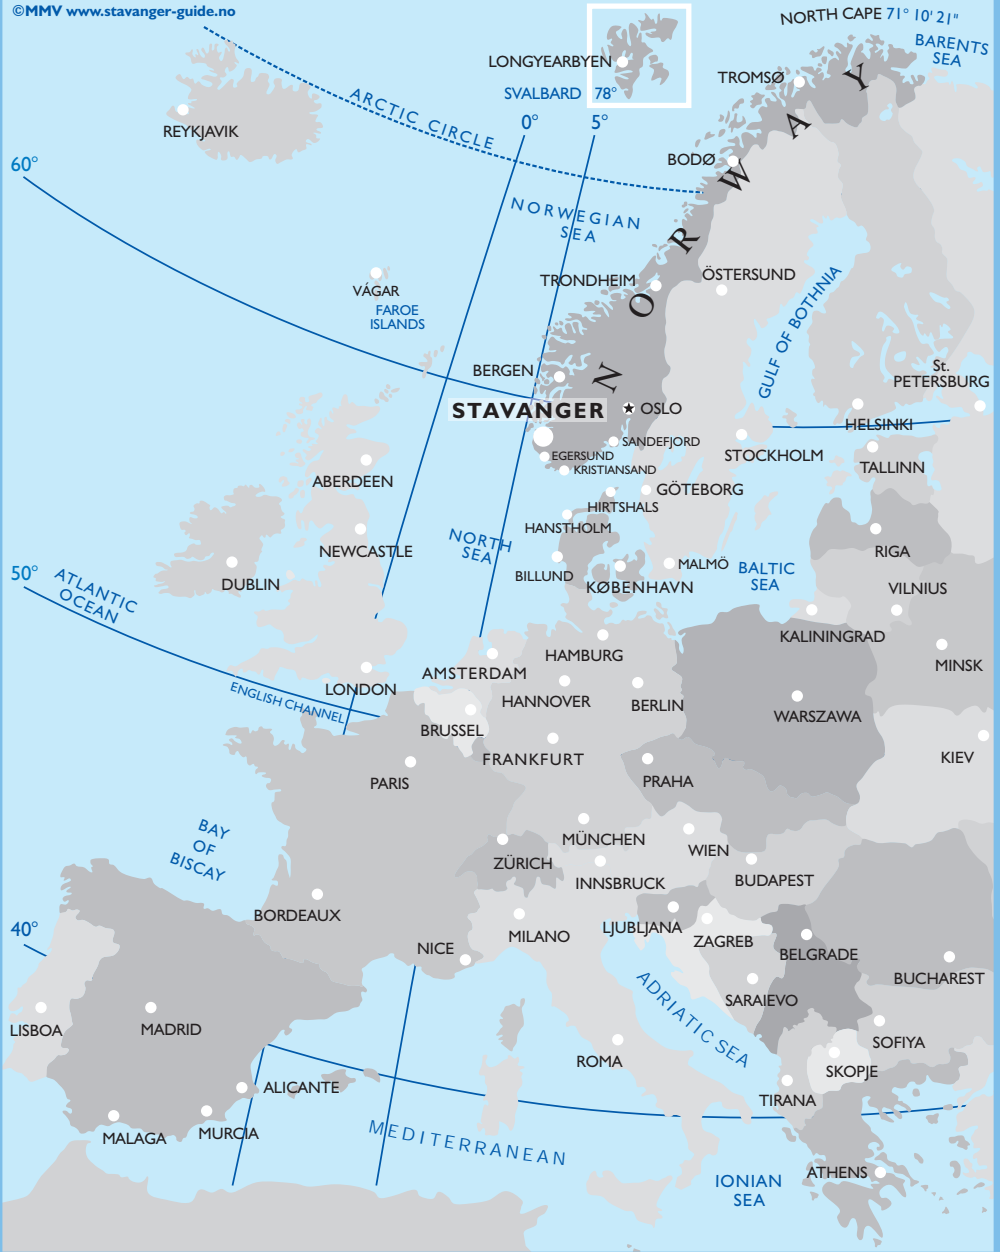 ©MMV www.stavanger-guide.no
NORTH CAPE 71° 10' 21"
BARENTS
SEA
LONGYEARBYEN
SVALBARD 78°
TROMSØ
ARCTIC CIRCLE
0° 5°
REYKJAVIK
BODØ
60°
NORWAY
NORWEGIAN
SEA
TRONDHEIM
ÖSTERSUND
VÁGAR
FAROE
ISLANDS
GULF OF BOTHNIA
BERGEN
St.
PETERSBURG
STAVANGER
OSLO
HELSINKI
SANDEFJORD
EGERSUND
STOCKHOLM
KRISTIANSAND
TALLINN
ABERDEEN
GÖTEBORG
HIRTSHALS
HANSTHOLM
NEWCASTLE
NORTH
SEA
RIGA
BILLUND
MALMÖ
BALTIC
SEA
50°
ATLANTIC
OCEAN
DUBLIN
KØBENHAVN
VILNIUS
KALININGRAD
HAMBURG
MINSK
AMSTERDAM
LONDON
ENGLISH CHANNEL
HANNOVER
BERLIN
WARSZAWA
BRUSSEL
FRANKFURT
KIEV
PARIS
PRAHA
BAY
OF
BISCAY
MÜNCHEN
WIEN
ZÜRICH
INNSBRUCK
BUDAPEST
BORDEAUX
40°
NICE
MILANO
LJUBLJANA
ZAGREB
BELGRADE
BUCHAREST
ADRIATIC SEA
SARAIEVO
LISBOA
MADRID
SOFIYA
ROMA
SKOPJE
ALICANTE
TIRANA
MALAGA
MURCIA
MEDITERRANEAN
ATHENS
IONIAN
SEA